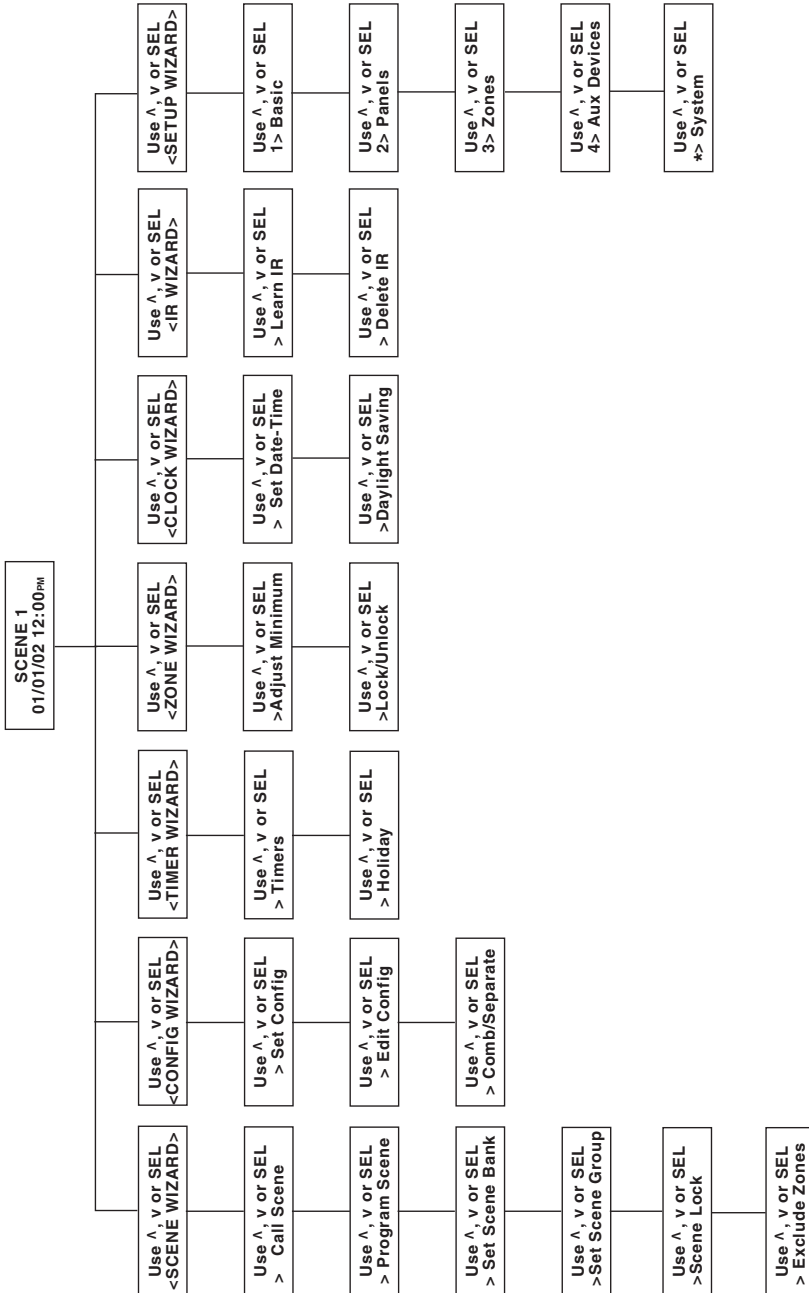 SCENE 1
01/01/02 12:00PM
Use ^, v or SEL
<SCENE WIZARD>
Use ^, v or SEL
> Call Scene
Use ^, v or SEL
> Program Scene
Use ^, v or SEL
> Set Scene Bank
Use ^, v or SEL
>Set Scene Group
Use ^, v or SEL
>Scene Lock
Use ^, v or SEL
> Exclude Zones
Use ^, v or SEL
<CONFIG WIZARD>
Use ^, v or SEL
> Set Config
Use ^, v or SEL
> Edit Config
Use ^, v or SEL
> Comb/Separate
Use ^, v or SEL
<TIMER WIZARD>
Use ^, v or SEL
> Timers
Use ^, v or SEL
> Holiday
Use ^, v or SEL
<ZONE WIZARD>
Use ^, v or SEL
>Adjust Minimum
Use ^, v or SEL
>Lock/Unlock
Use ^, v or SEL
<CLOCK WIZARD>
Use ^, v or SEL
> Set Date-Time
Use ^, v or SEL
>Daylight Saving
Use ^, v or SEL
<IR WIZARD>
Use ^, v or SEL
> Learn IR
Use ^, v or SEL
> Delete IR
Use ^, v or SEL
<SETUP WIZARD>
Use ^, v or SEL
1> Basic
Use ^, v or SEL
2> Panels
Use ^, v or SEL
3> Zones
Use ^, v or SEL
4> Aux Devices
Use ^, v or SEL
*> System